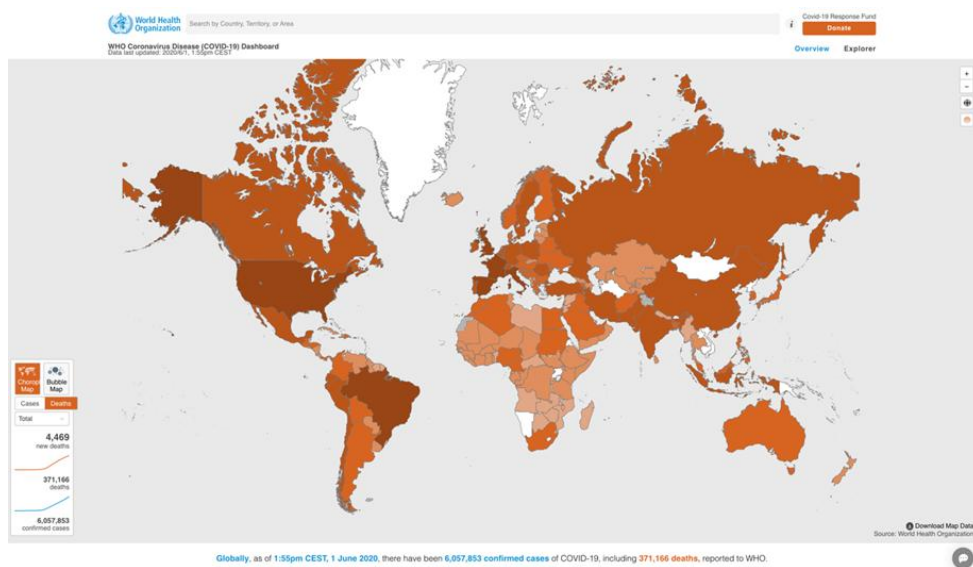 World Health
Organization
Search by Country, Territory, or Area
i
Covid-19 Response Fund
Donate
WHO Coronavirus Disease (COVID-19) Dashboard
Data last updated: 2020/6/1, 1:55pm CEST
Overview
Explorer
+
−
Choropl
Map
Bubble
Map
Cases
Deaths
Total
4,469
new deaths
371,166
deaths
6,057,853
confirmed cases
Download Map Data
Source: World Health Organization
Globally, as of 1:55pm CEST, 1 June 2020, there have been 6,057,853 confirmed cases of COVID-19, including 371,166 deaths, reported to WHO.